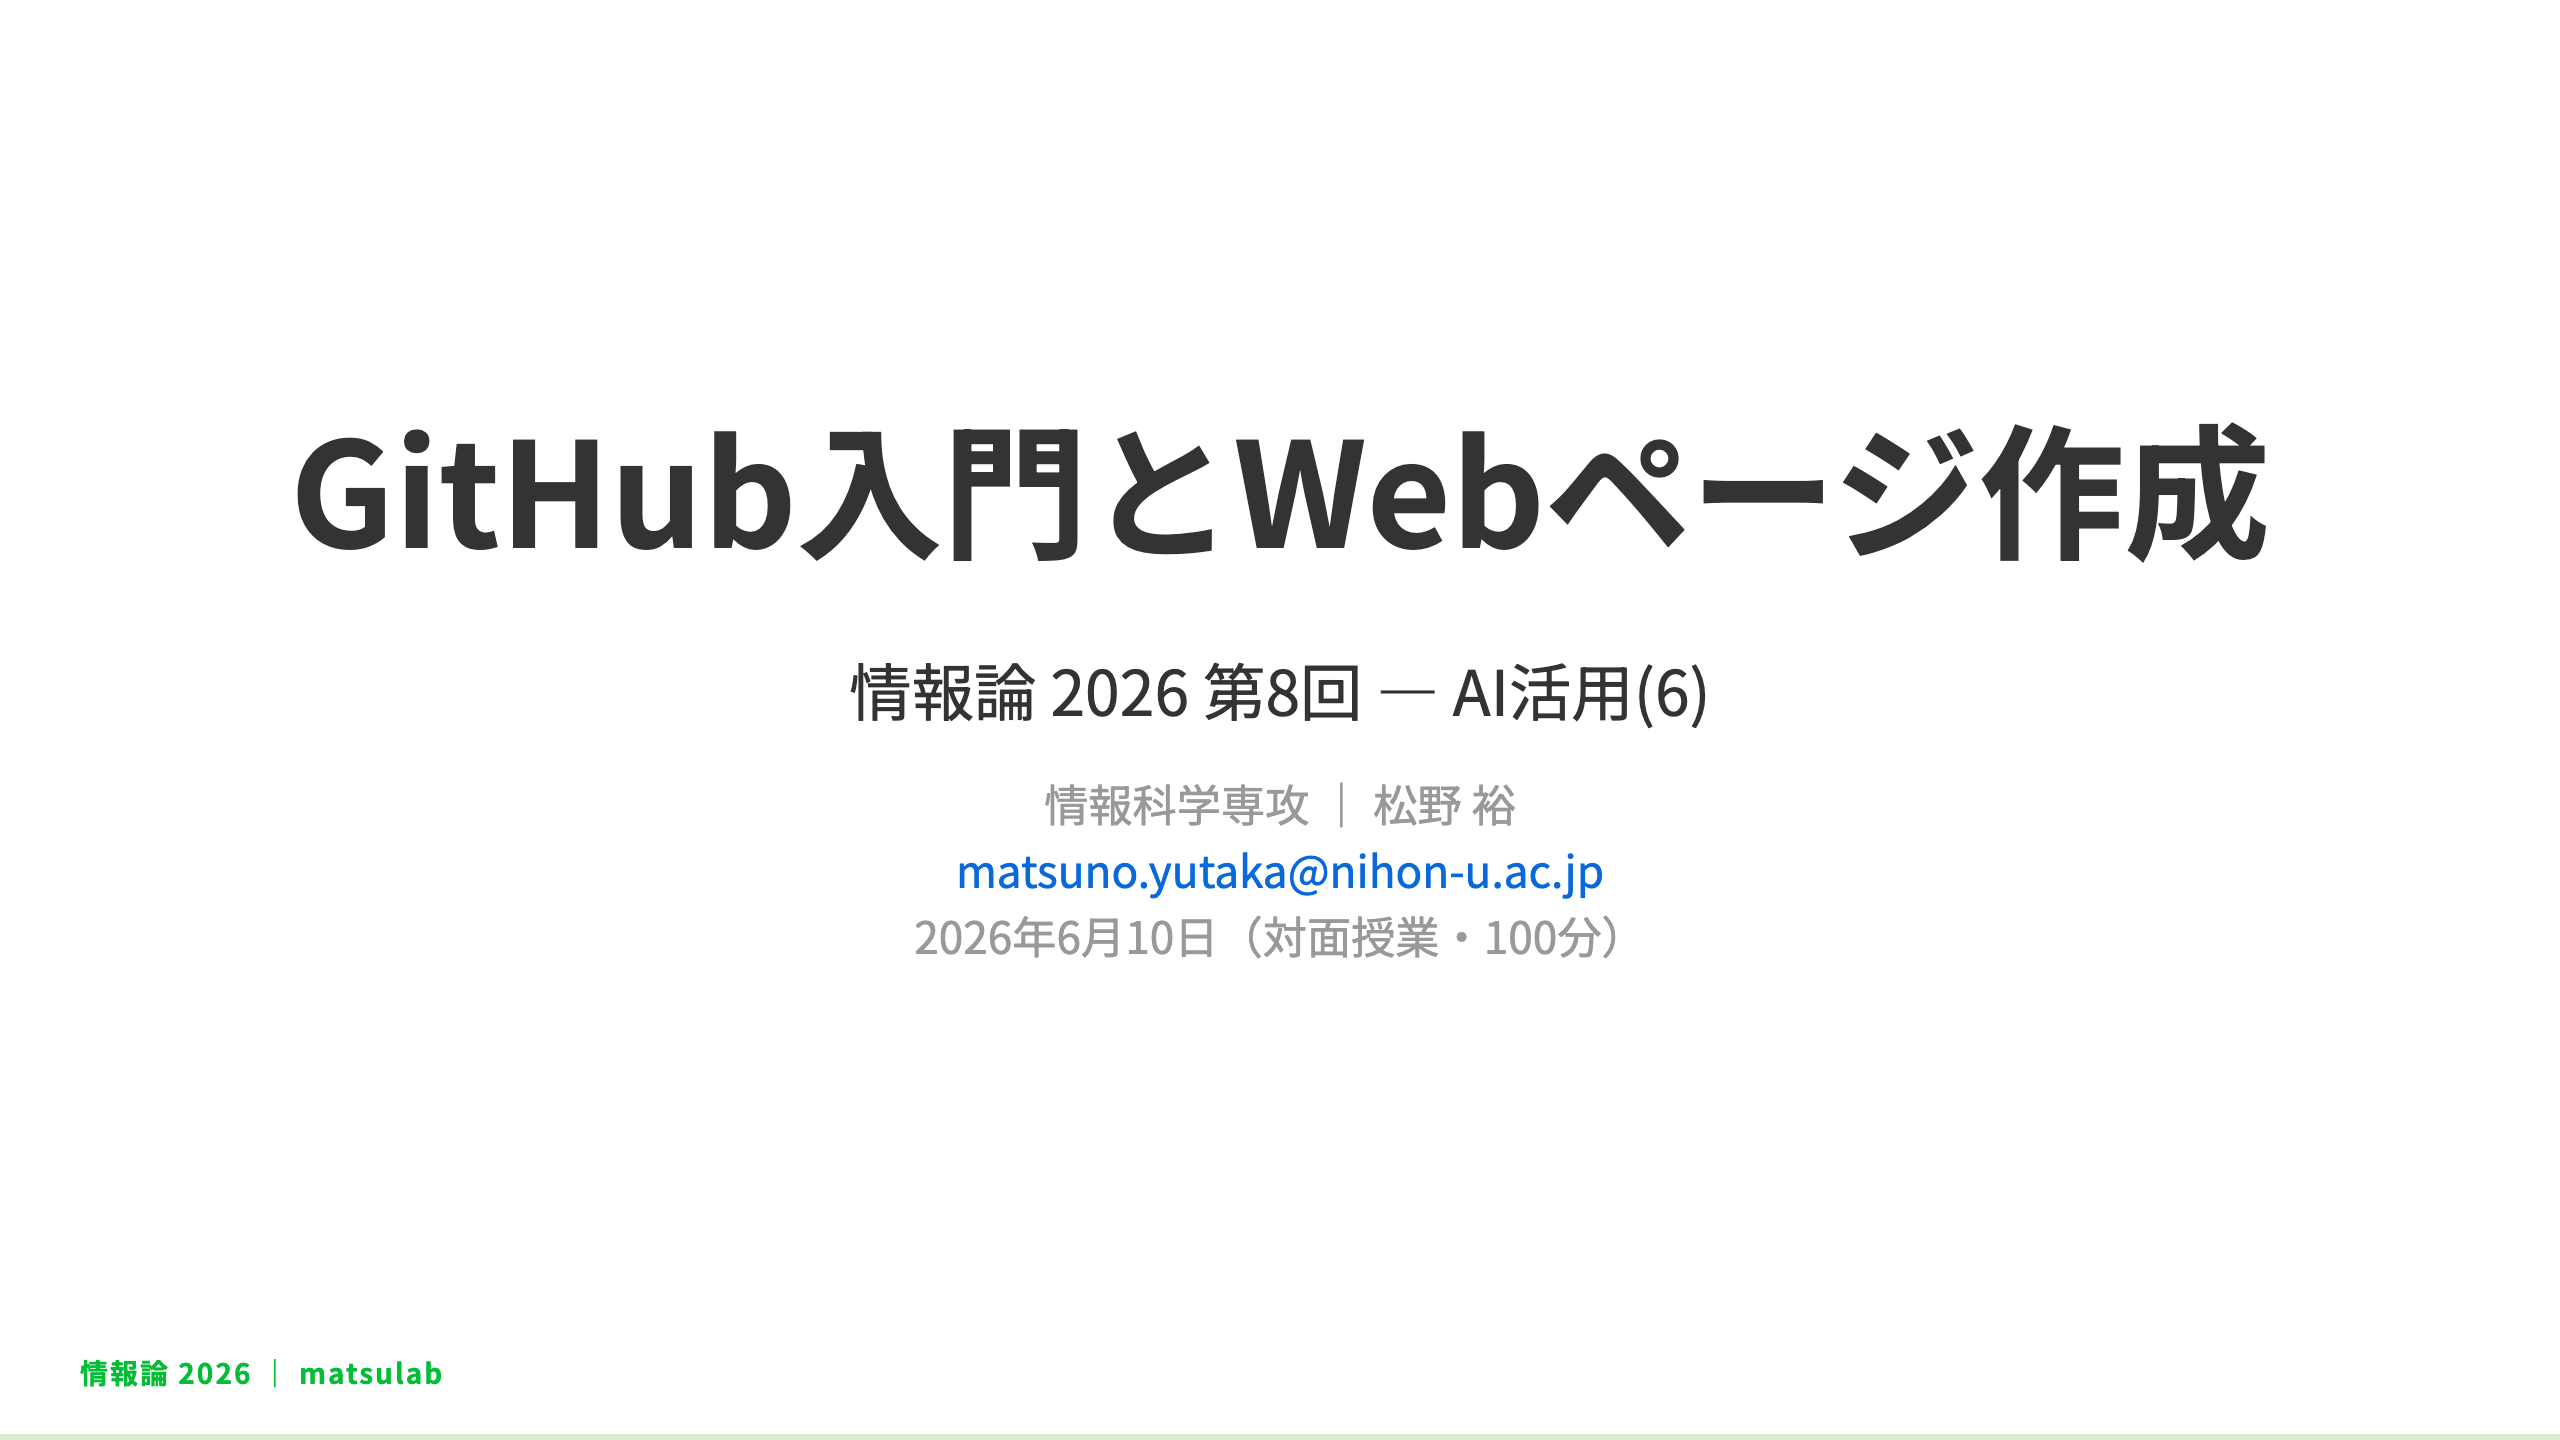 GitHub入門とWebページ作成
情報論 2026 第8回 — AI活用(6)
情報科学専攻 ｜ 松野 裕
matsuno.yutaka@nihon-u.ac.jp
2026年6月10日（対面授業・100分）
情報論 2026 ｜ matsulab